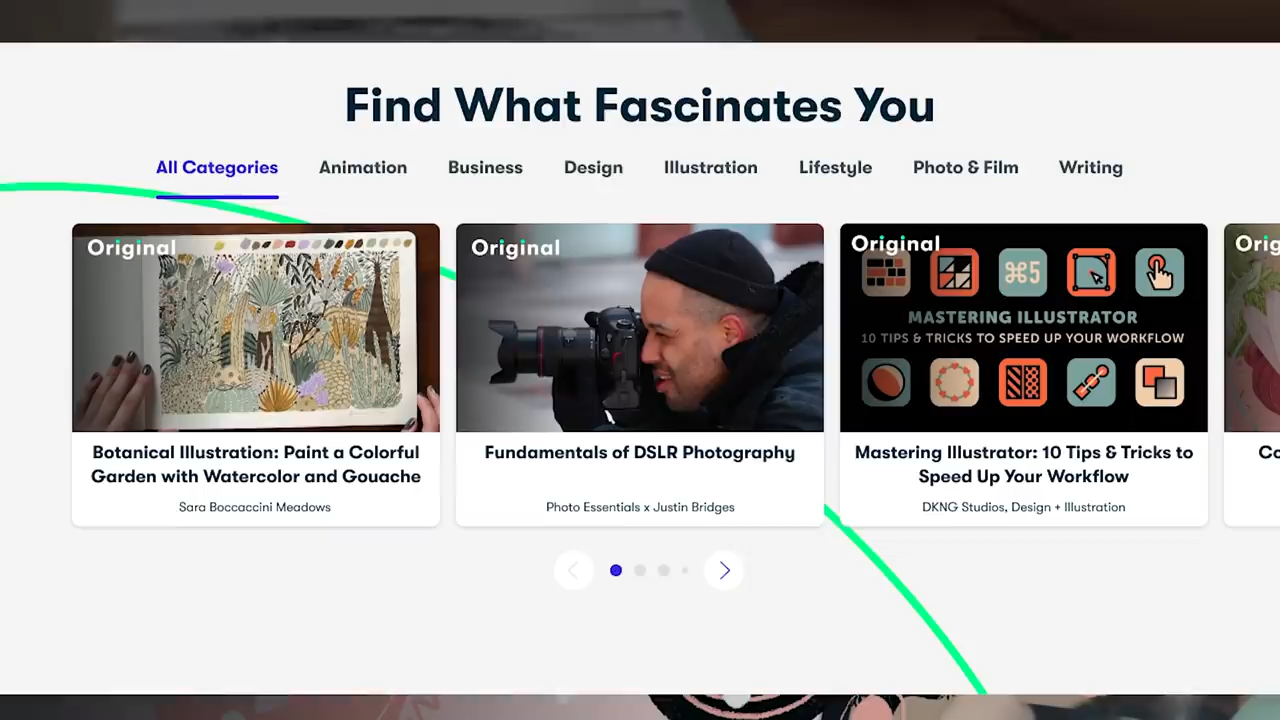 Find What Fascinates You
All Categories
Animation
Business
Design
Illustration
Lifestyle
Photo & Film
Writing
Original
Botanical Illustration: Paint a Colorful
Garden with Watercolor and Gouache
Sara Boccaccini Meadows
Original
Fundamentals of DSLR Photography
Photo Essentials x Justin Bridges
Original
⌘5
MASTERING ILLUSTRATOR
10 TIPS & TRICKS TO SPEED UP YOUR WORKFLOW
Mastering Illustrator: 10 Tips & Tricks to
Speed Up Your Workflow
DKNG Studios, Design + Illustration